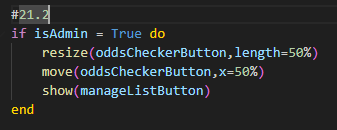 #21.2
if isAdmin = True do
resize(oddsCheckerButton,length=50%)
move(oddsCheckerButton,x=50%)
show(manageListButton)
end